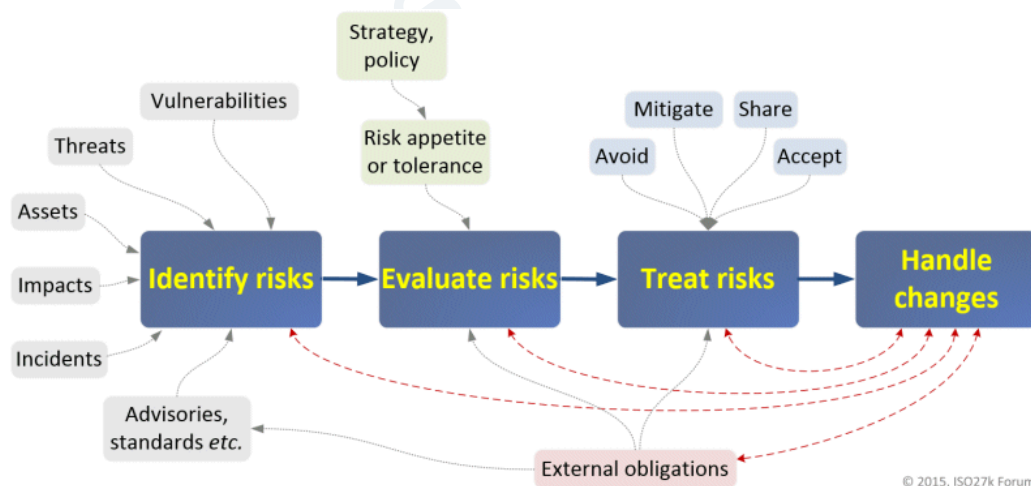 Strategy,
policy
Vulnerabilities
Mitigate
Share
Threats
Risk appetite
or tolerance
Avoid
Accept
Assets
Identify risks
Evaluate risks
Treat risks
Handle
changes
Impacts
Incidents
Advisories,
standards etc.
External obligations
© 2015, ISO27k Forum